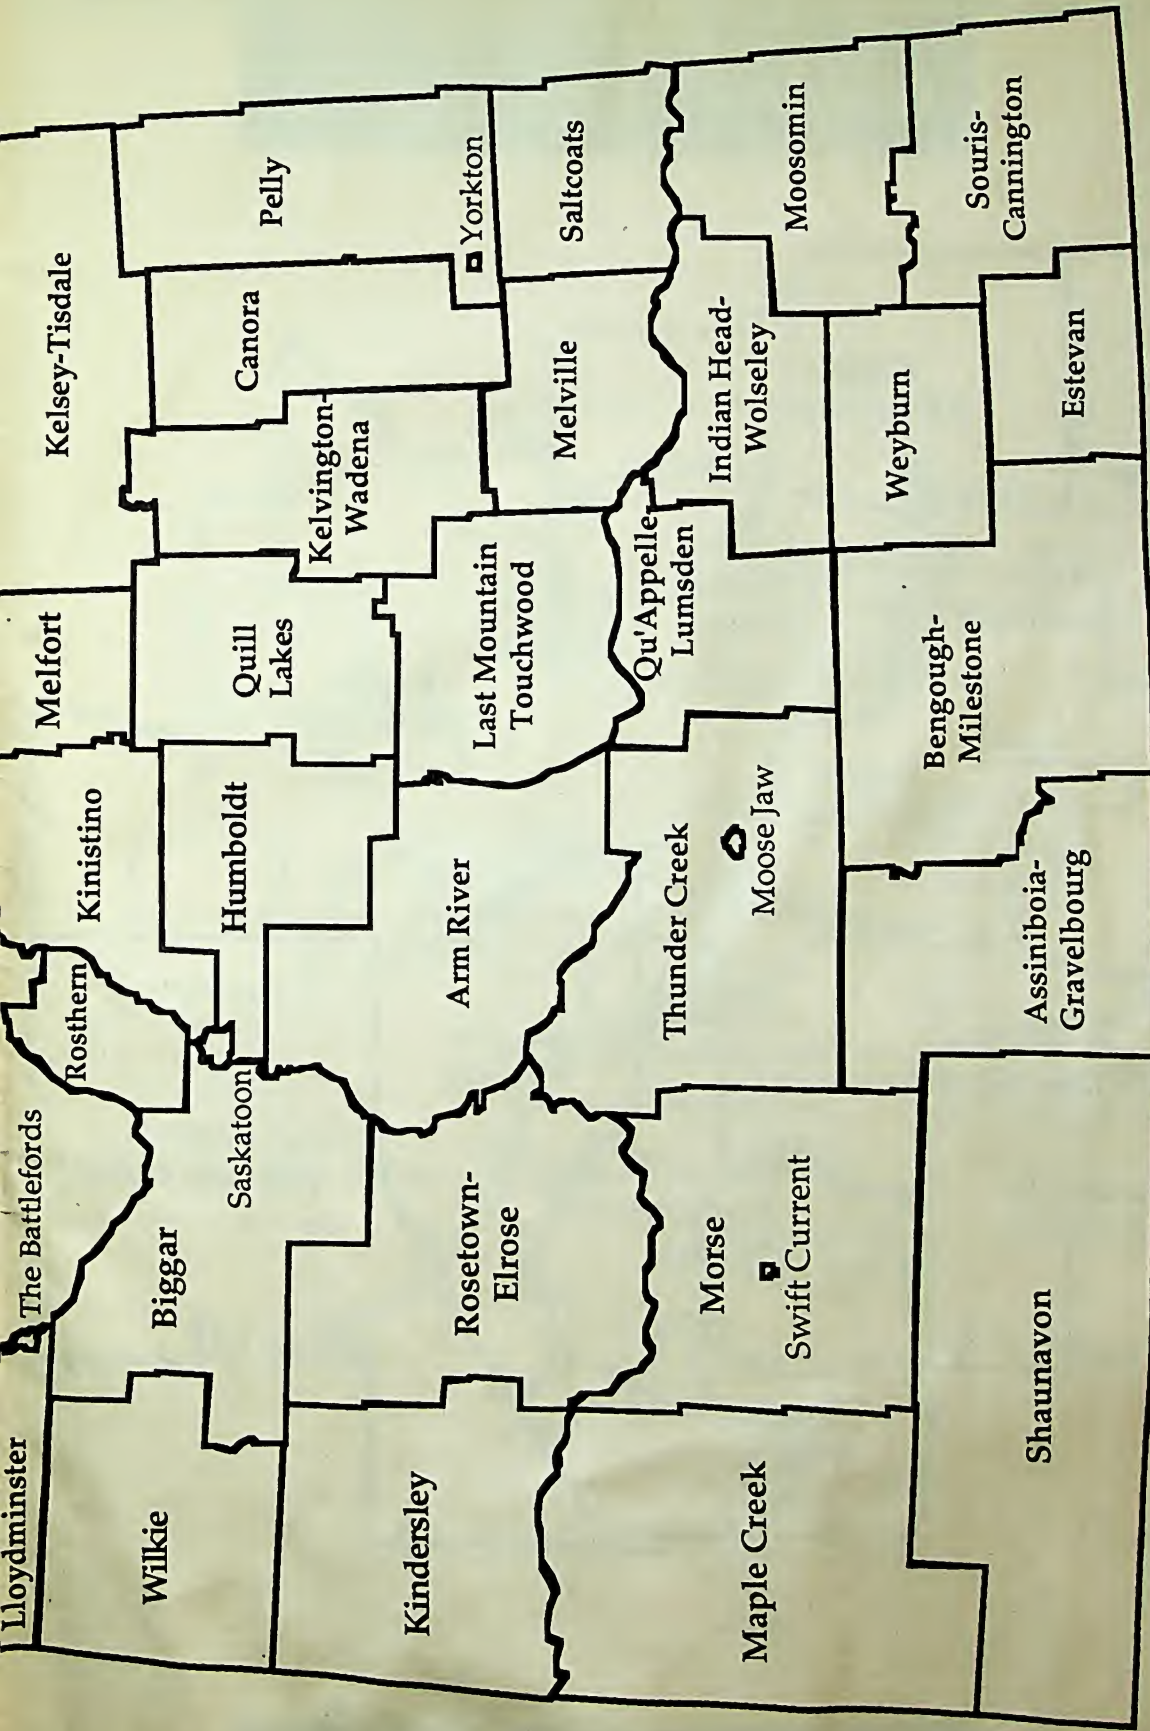 Lloydminster
The Battlefords
Rosthern
Kinistino
Melfort
Kelsey-Tisdale
Wilkie
Biggar
Saskatoon
Humboldt
Quill
Lakes
Kelvington-
Wadena
Canora
Pelly
Yorkton
Kindersley
Rosetown-
Elrose
Arm River
Last Mountain
Touchwood
Melville
Saltcoats
Maple Creek
Morse
Swift Current
Thunder Creek
Moose Jaw
Qu'Appelle-
Lumsden
Indian Head-
Wolseley
Moosomin
Shaunavon
Assiniboia-
Gravelbourg
Bengough-
Milestone
Weyburn
Estevan
Souris-
Cannington